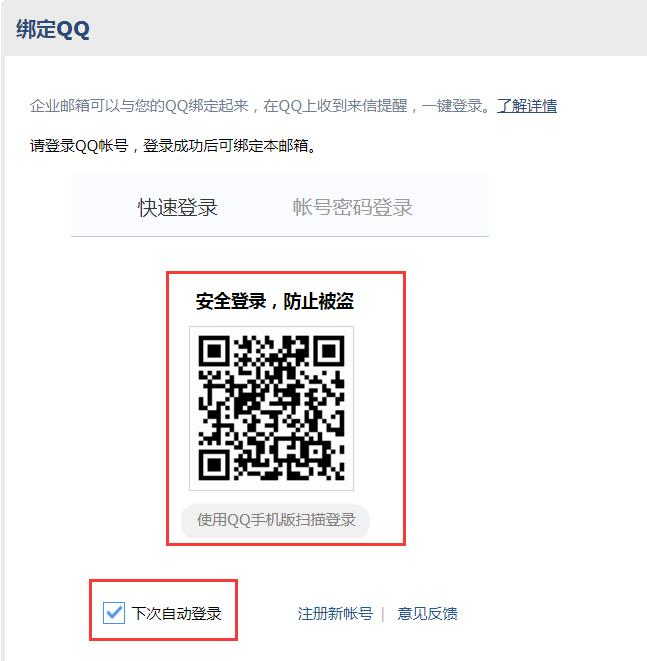 绑定QQ
企业邮箱可以与您的QQ绑定起来，在QQ上收到来信提醒，一键登录。了解详情
请登录QQ帐号，登录成功后可绑定本邮箱。
快速登录 帐号密码登录
安全登录，防止被盗
使用QQ手机版扫描登录
下次自动登录 注册新帐号 | 意见反馈